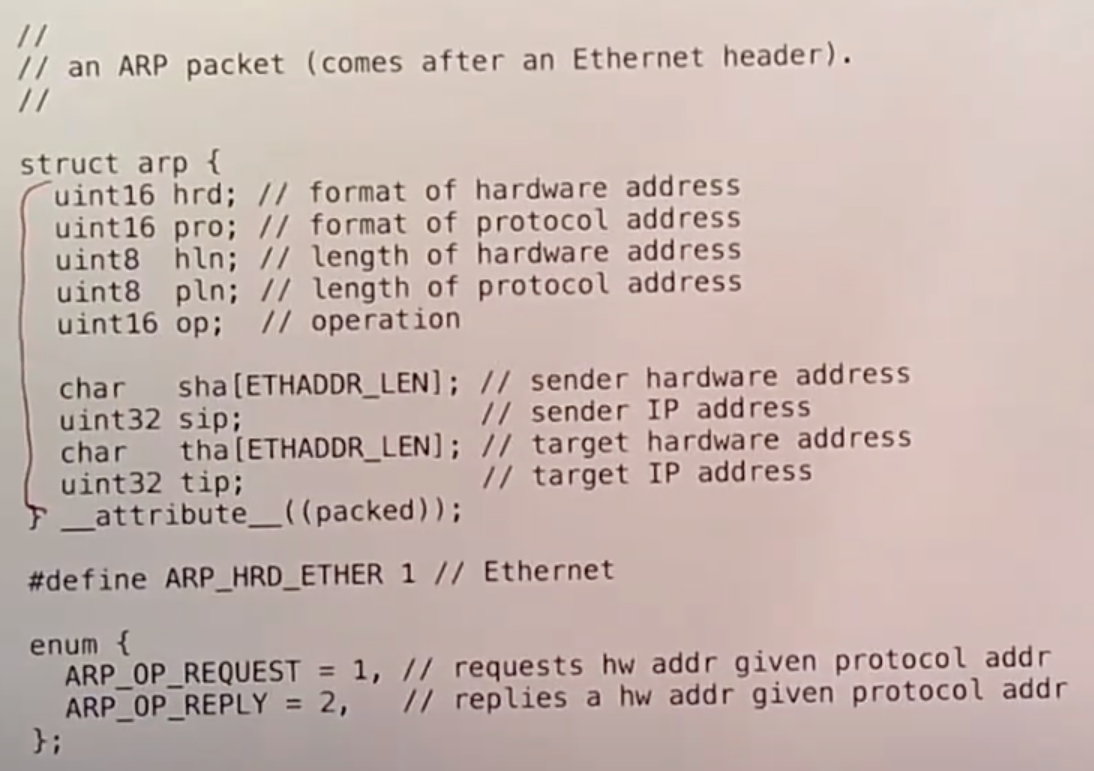 //
// an ARP packet (comes after an Ethernet header).
//
struct arp {
  uint16 hrd; // format of hardware address
  uint16 pro; // format of protocol address
  uint8  hln; // length of hardware address
  uint8  pln; // length of protocol address
  uint16 op;  // operation

  char   sha[ETHADDR_LEN]; // sender hardware address
  uint32 sip;              // sender IP address
  char   tha[ETHADDR_LEN]; // target hardware address
  uint32 tip;              // target IP address
} __attribute__((packed));

#define ARP_HRD_ETHER 1 // Ethernet

enum {
  ARP_OP_REQUEST = 1, // requests hw addr given protocol addr
  ARP_OP_REPLY = 2,   // replies a hw addr given protocol addr
};